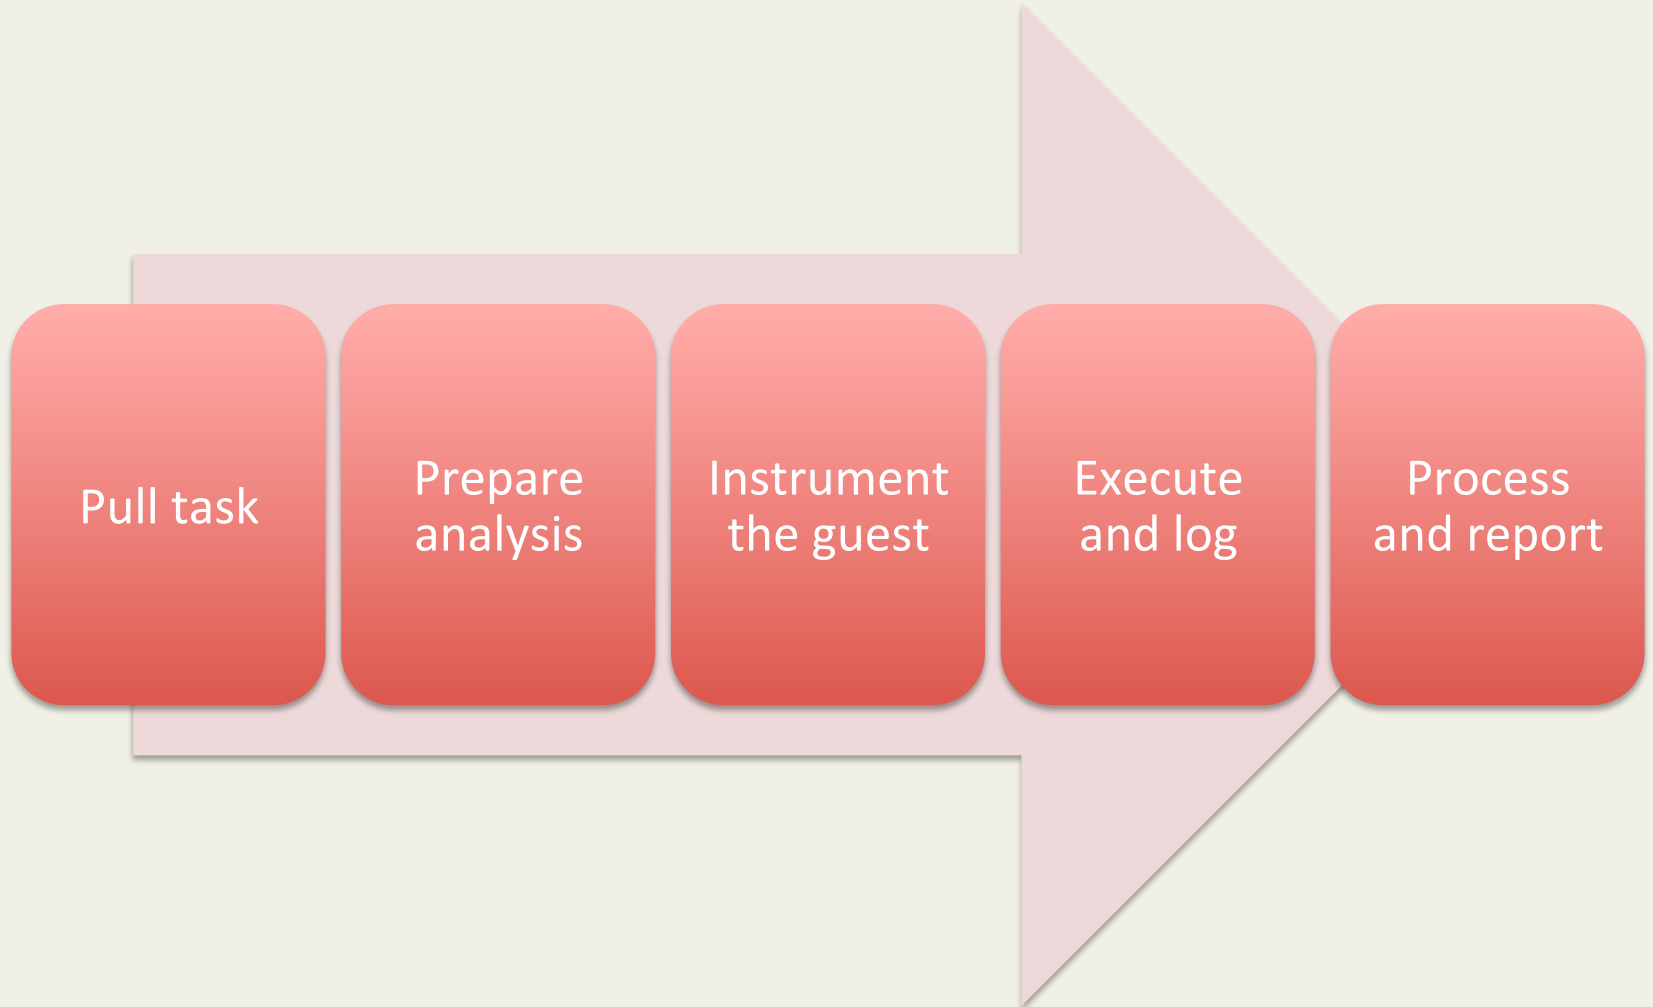 Pull task
Prepare
analysis
Instrument
the guest
Execute
and log
Process
and report